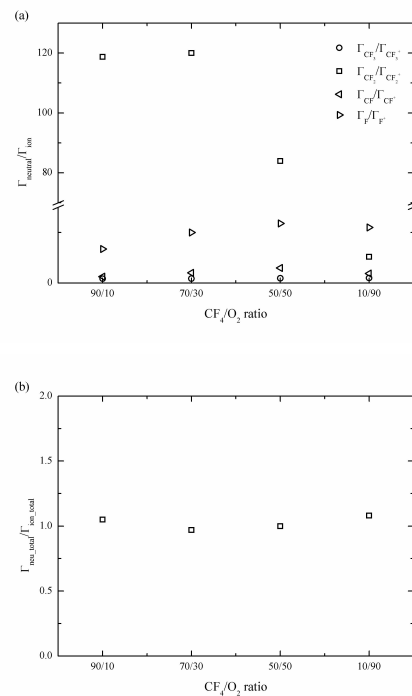 (a)
120
100
80
0
Γneutral/Γion
ΓCF3/ΓCF3+
ΓCF2/ΓCF2+
ΓCF/ΓCF+
ΓF/ΓF+
90/10 70/30 50/50 10/90
CF4/O2 ratio
(b)
2.0
1.5
1.0
0.5
0.0
Γneu_total/Γion_total
90/10 70/30 50/50 10/90
CF4/O2 ratio